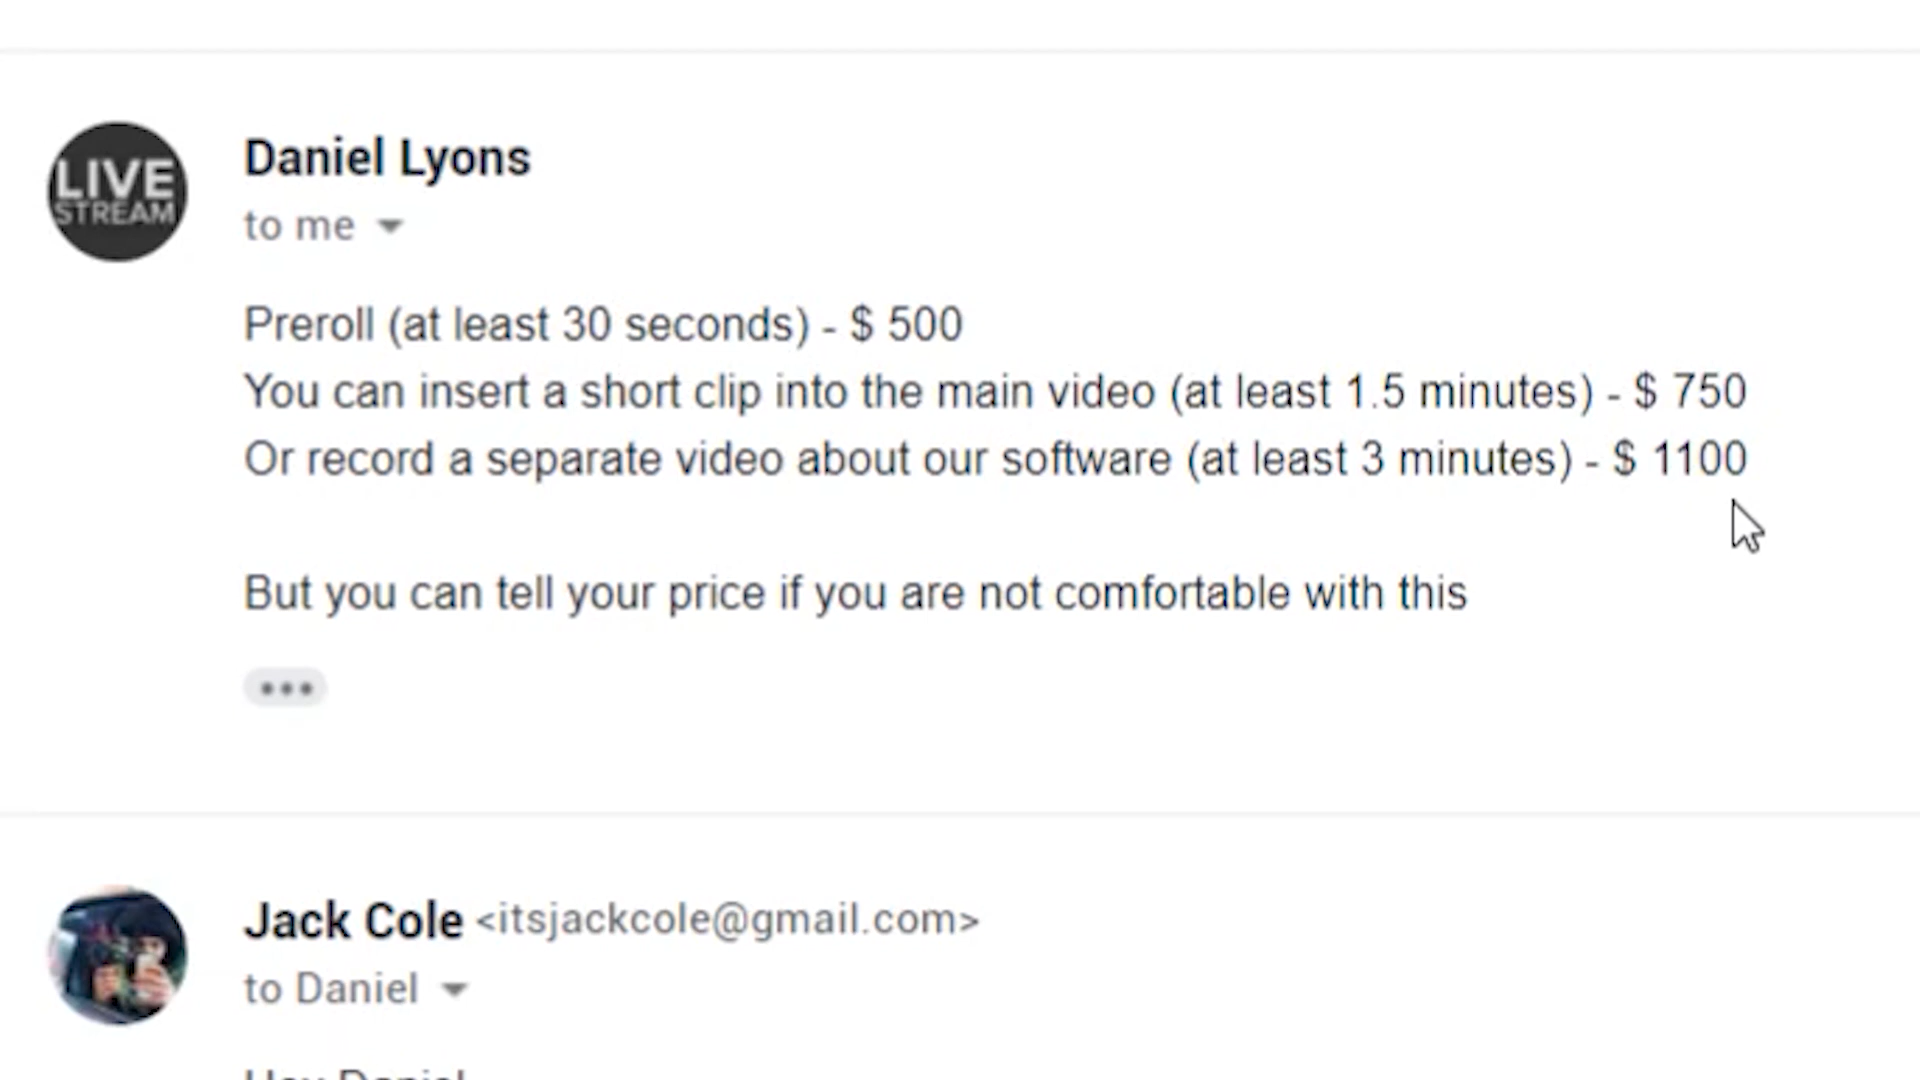 LIVE
STREAM
Daniel Lyons
to me
Preroll (at least 30 seconds) - $ 500
You can insert a short clip into the main video (at least 1.5 minutes) - $ 750
Or record a separate video about our software (at least 3 minutes) - $ 1100
But you can tell your price if you are not comfortable with this
Jack Cole <itsjackcole@gmail.com>
to Daniel
Hey Daniel